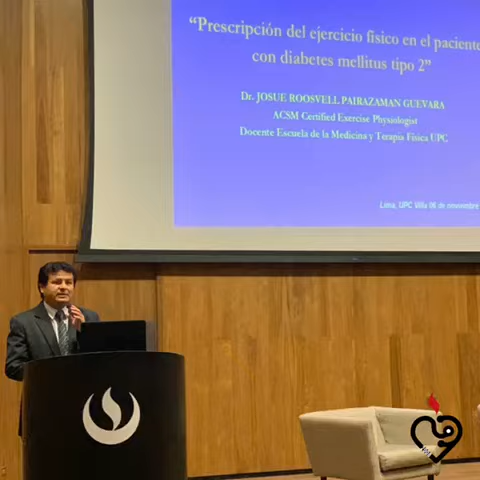 “Prescripción del ejercicio físico en el paciente
con diabetes mellitus tipo 2”
Dr. JOSUE ROOSVELL PAIRAZAMAN GUEVARA
ACSM Certified Exercise Physiologist
Docente Escuela de la Medicina y Terapia Física UPC
Lima, UPC Villa 06 de noviembre